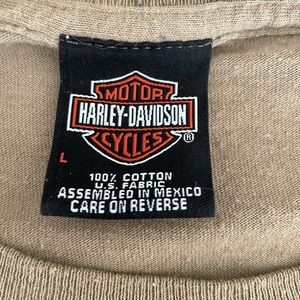 MOTOR
HARLEY-DAVIDSON
CYCLES
®
L
100% COTTON
U.S. FABRIC
ASSEMBLED IN MEXICO
CARE ON REVERSE